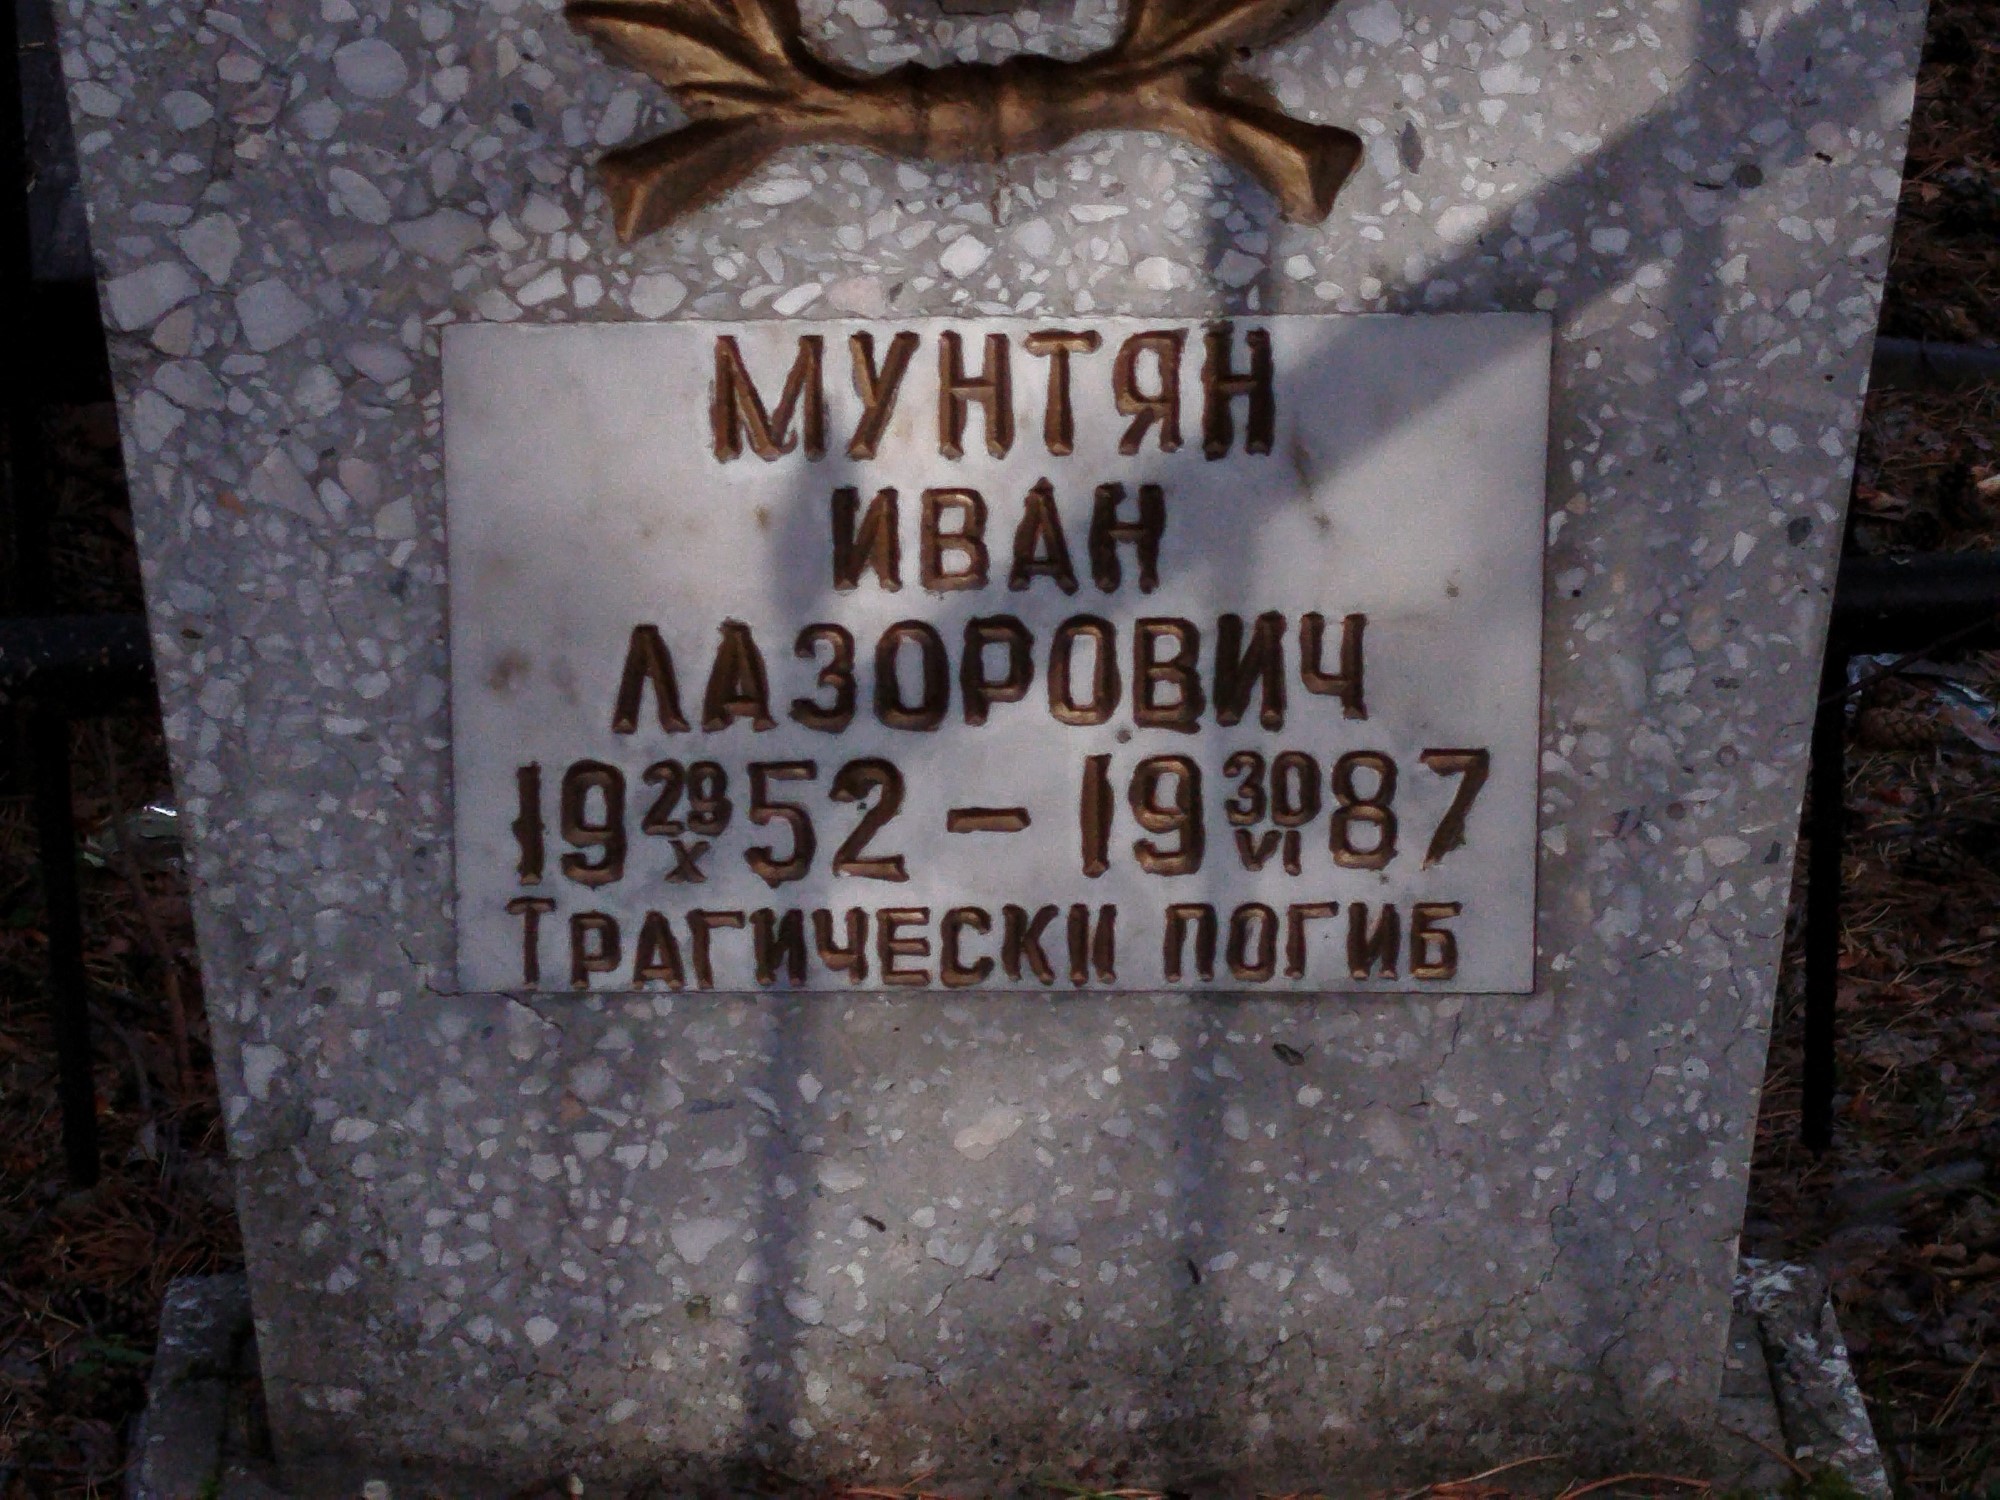 МУНТЯН
ИВАН
ЛАЗОРОВИЧ
19 29 X 52 – 19 30 VI 87
ТРАГИЧЕСКИ ПОГИБ